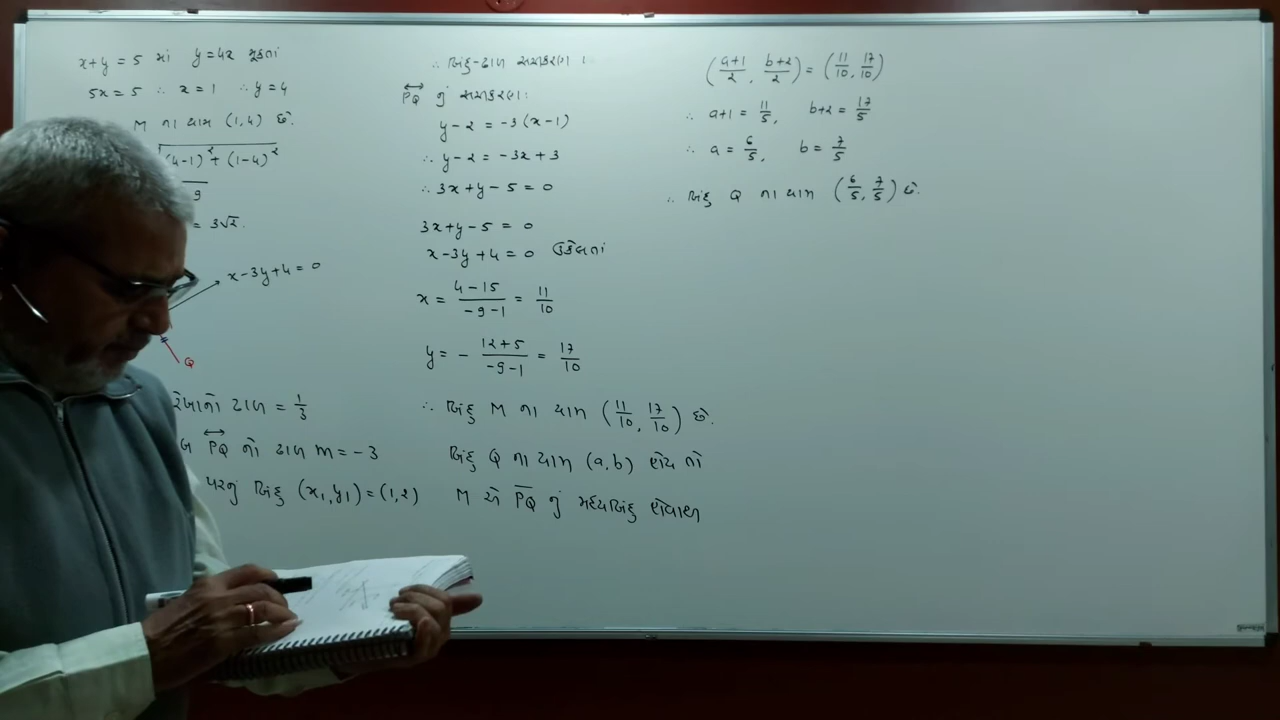 x+y=5 માં y=4x મૂકતાં
5x=5 ∴ x=1 ∴ y=4
M ના યામ (1,4) છે.
√(4-1)²+(1-4)²
9
= 3√2.
x-3y+4=0
Q
રેખાનો ઢાળ = 1/3
PQ નો ઢાળ m=-3
પરનું બિંદુ (x₁,y₁)=(1,2)
∴ બિંદુ-ઢાળ સમીકરણ :
PQ નું સમીકરણ:
y-2=-3(x-1)
∴ y-2=-3x+3
∴ 3x+y-5=0
3x+y-5=0
x-3y+4=0 ઉકેલતાં
x = (4-15)/(-9-1) = 11/10
y = - (12+5)/(-9-1) = 17/10
∴ બિંદુ M ના યામ (11/10, 17/10) છે.
બિંદુ Q ના યામ (a,b) હોય તો
M એ PQ નું મધ્યબિંદુ હોવાથી
((a+1)/2, (b+2)/2) = (11/10, 17/10)
∴ a+1 = 11/5, b+2 = 17/5
∴ a = 6/5, b = 7/5
∴ બિંદુ Q ના યામ (6/5, 7/5) છે.